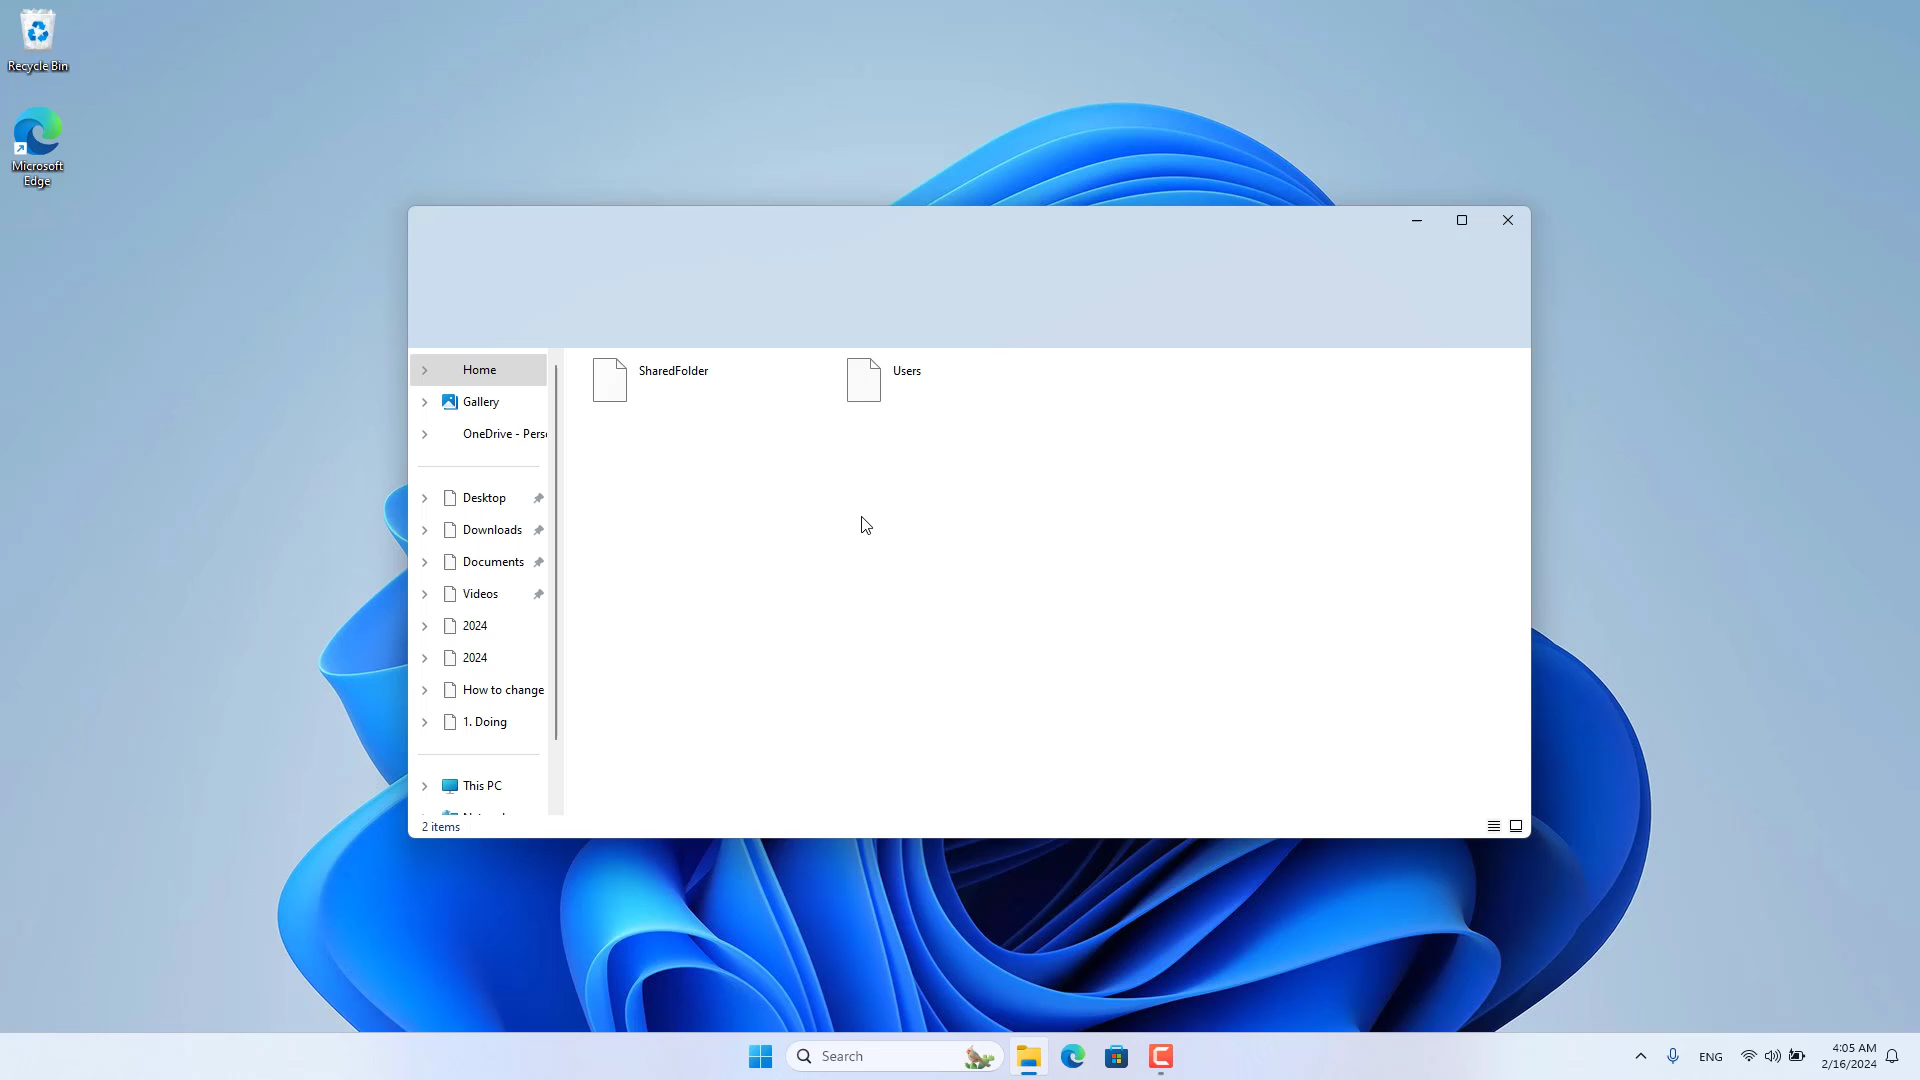 Recycle Bin
Microsoft
Edge
Home
Gallery
OneDrive - Perso
Desktop
Downloads
Documents
Videos
2024
2024
How to change
1. Doing
This PC
SharedFolder
Users
2 items
Search
ENG
4:05 AM
2/16/2024